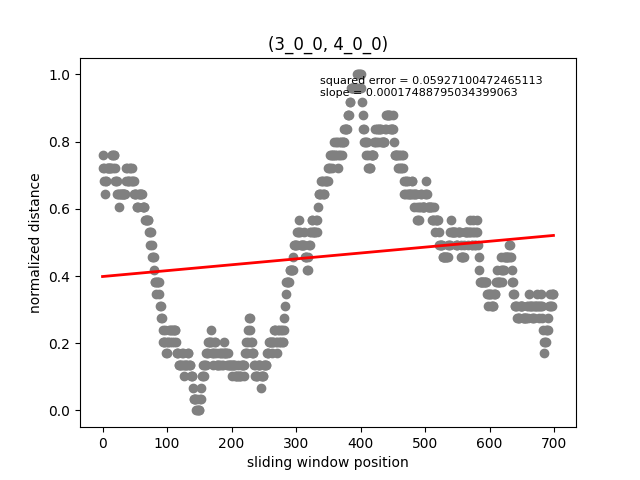 (3_0_0, 4_0_0)
squared error = 0.05927100472465113
slope = 0.00017488795034399063
normalized distance
1.0
0.8
0.6
0.4
0.2
0.0
0 100 200 300 400 500 600 700
sliding window position